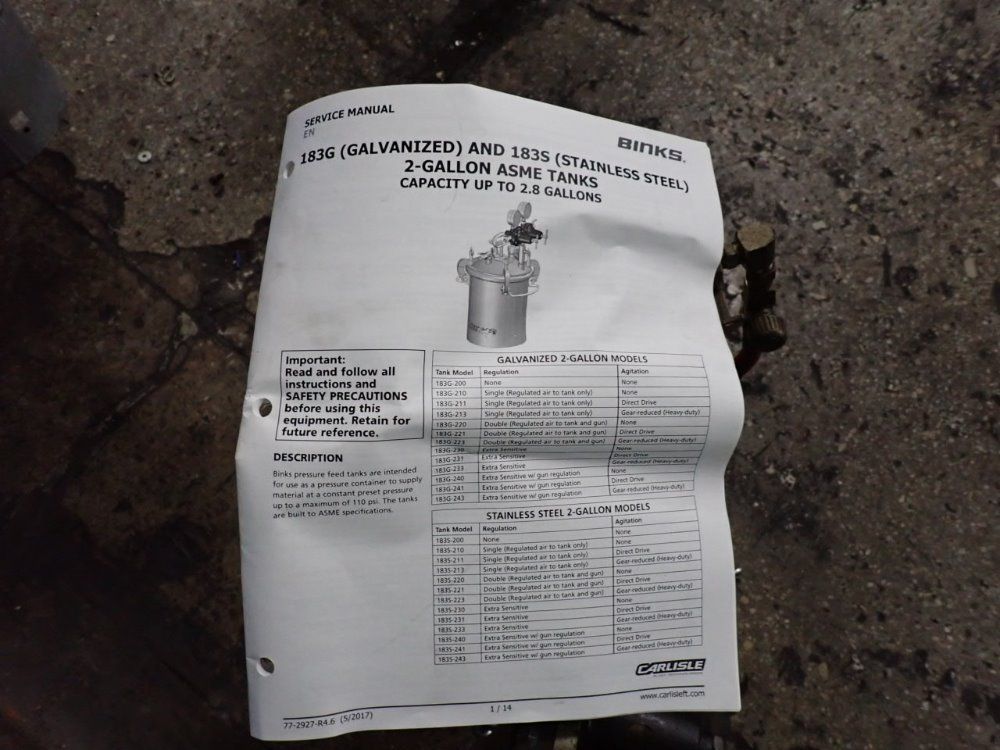 SERVICE MANUAL
EN
BINKS
183G (GALVANIZED) AND 183S (STAINLESS STEEL)
2-GALLON ASME TANKS
CAPACITY UP TO 2.8 GALLONS
Important:
Read and follow all
instructions and
SAFETY PRECAUTIONS
before using this
equipment. Retain for
future reference.
DESCRIPTION
Binks pressure feed tanks are intended
for use as a pressure container to supply
material at a constant preset pressure
up to a maximum of 110 psi. The tanks
are built to ASME specifications.
GALVANIZED 2-GALLON MODELS
Tank Model Regulation Agitation
183G-200 None None
183G-210 Single (Regulated air to tank only) None
183G-211 Single (Regulated air to tank only) Direct Drive
183G-213 Single (Regulated air to tank only) Gear-reduced (Heavy-duty)
183G-220 Double (Regulated air to tank and gun) None
183G-221 Double (Regulated air to tank and gun) Direct Drive
183G-223 Double (Regulated air to tank and gun) Gear-reduced (Heavy-duty)
183G-230 Extra Sensitive None
183G-231 Extra Sensitive Direct Drive
183G-233 Extra Sensitive Gear-reduced (Heavy-duty)
183G-240 Extra Sensitive w/ gun regulation None
183G-241 Extra Sensitive w/ gun regulation Direct Drive
183G-243 Extra Sensitive w/ gun regulation Gear-reduced (Heavy-duty)
STAINLESS STEEL 2-GALLON MODELS
Tank Model Regulation Agitation
183S-200 None None
183S-210 Single (Regulated air to tank only) None
183S-211 Single (Regulated air to tank only) Direct Drive
183S-213 Single (Regulated air to tank only) Gear-reduced (Heavy-duty)
183S-220 Double (Regulated air to tank and gun) None
183S-221 Double (Regulated air to tank and gun) Direct Drive
183S-223 Double (Regulated air to tank and gun) Gear-reduced (Heavy-duty)
183S-230 Extra Sensitive None
183S-231 Extra Sensitive Direct Drive
183S-233 Extra Sensitive Gear-reduced (Heavy-duty)
183S-240 Extra Sensitive w/ gun regulation None
183S-241 Extra Sensitive w/ gun regulation Direct Drive
183S-243 Extra Sensitive w/ gun regulation Gear-reduced (Heavy-duty)
CARLISLE
www.carlisleft.com
77-2927-R4.6 (5/2017)
1 / 14